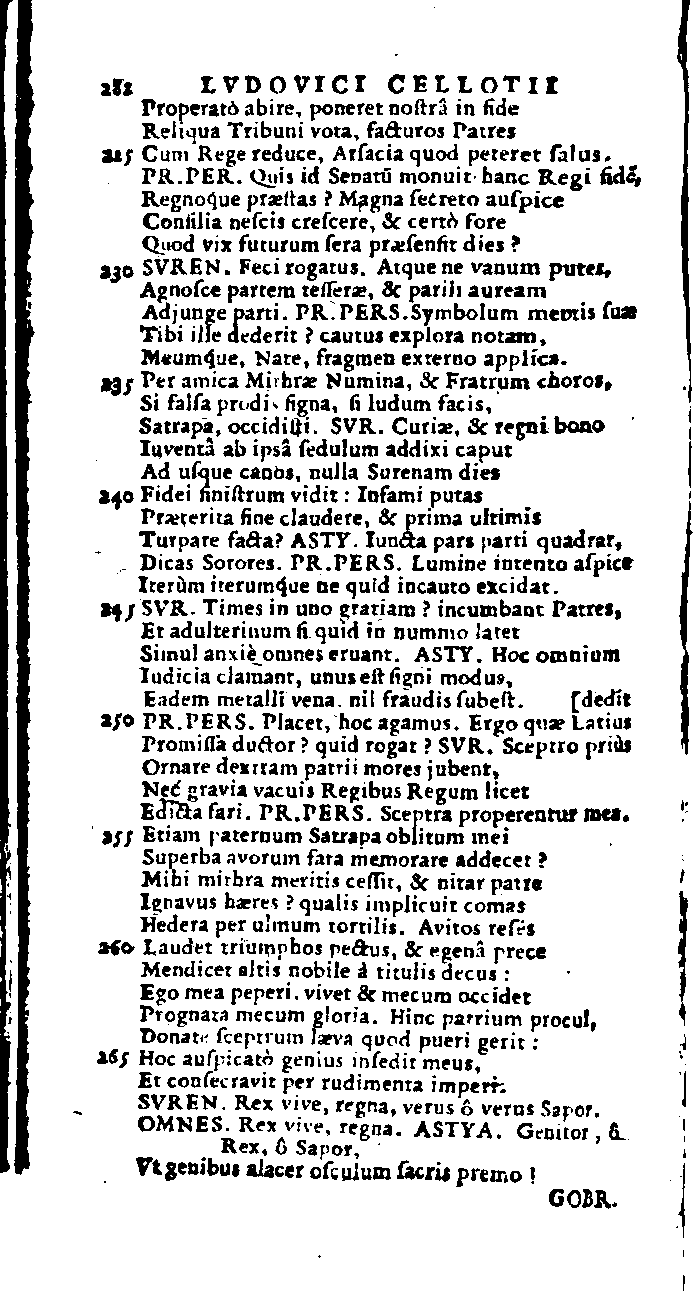 282 LVDOVICI CELLOTII
Properatò abire, poneret noſtrâ in fide
Reliqua Tribuni vota, facturos Patres
225 Cum Rege reduce, Arſacia quod peteret ſalus.
PR.PER. Quis id Senatū monuit hanc Regi fidē,
Regnoque præſtas ? Magna ſecreto auſpice
Conſilia neſcis creſcere, & certò fore
Quod vix futurum ſera præſenſit dies ?
230 SVREN. Feci rogatus. Atque ne vanum putes,
Agnoſce partem teſſeræ, & parili auream
Adjunge parti. PR.PERS. Symbolum mentis ſuæ
Tibi ille dederit ? cautus explora notam,
Meumque, Nate, fragmen externo applica.
235 Per amica Mithræ Numina, & Fratrum choros,
Si falſa prodis ſigna, ſi ludum facis,
Satrapa, occidiſti. SVR. Curiæ, & regni bono
Iuventâ ab ipsâ ſedulum addixi caput
Ad uſque canos, nulla Surenam dies
240 Fidei ſiniſtrum vidit : Infami putas
Præterita fine claudere, & prima ultimis
Turpare facta? ASTY. Iuncta pars parti quadrat,
Dicas Sorores. PR.PERS. Lumine intento aſpice
Iterùm iterumque ne quid incauto excidat.
245 SVR. Times in uno gratiam ? incumbant Patres,
Et adulterinum ſi quid in nummo latet
Simul anxiè omnes eruant. ASTY. Hoc omnium
Iudicia clamant, unus eſt ſigni modus,
Eadem metalli vena. nil fraudis ſubeſt. [dedit
250 PR.PERS. Placet, hoc agamus. Ergo quæ Latius
Promiſſa ductor ? quid rogat ? SVR. Sceptro priùs
Ornare dextram patrii mores jubent,
Nec gravia vacuis Regibus Regum licet
Edicta fari. PR.PERS. Sceptra properentur mea.
255 Etiam paternum Satrapa oblitum mei
Superba avorum fata memorare addecet ?
Mihi mithra meritis ceſſit, & nitar patre
Ignavus hæres ? qualis implicuit comas
Hedera per ulmum tortilis. Avitos reſes
260 Laudet triumphos pectus, & egenâ prece
Mendicet altis nobile à titulis decus :
Ego mea peperi. vivet & mecum occidet
Prognata mecum gloria. Hinc patrium procul,
Donate ſceptrum læva quod pueri gerit :
265 Hoc auſpicatò genius inſedit meus,
Et conſecravit per rudimenta imperi.
SVREN. Rex vive, regna, verus ô verus Sapor.
OMNES. Rex vive, regna. ASTYA. Genitor, &
Rex, ô Sapor,
Vt genibus alacer oſculum ſacris premo !
GOBR.